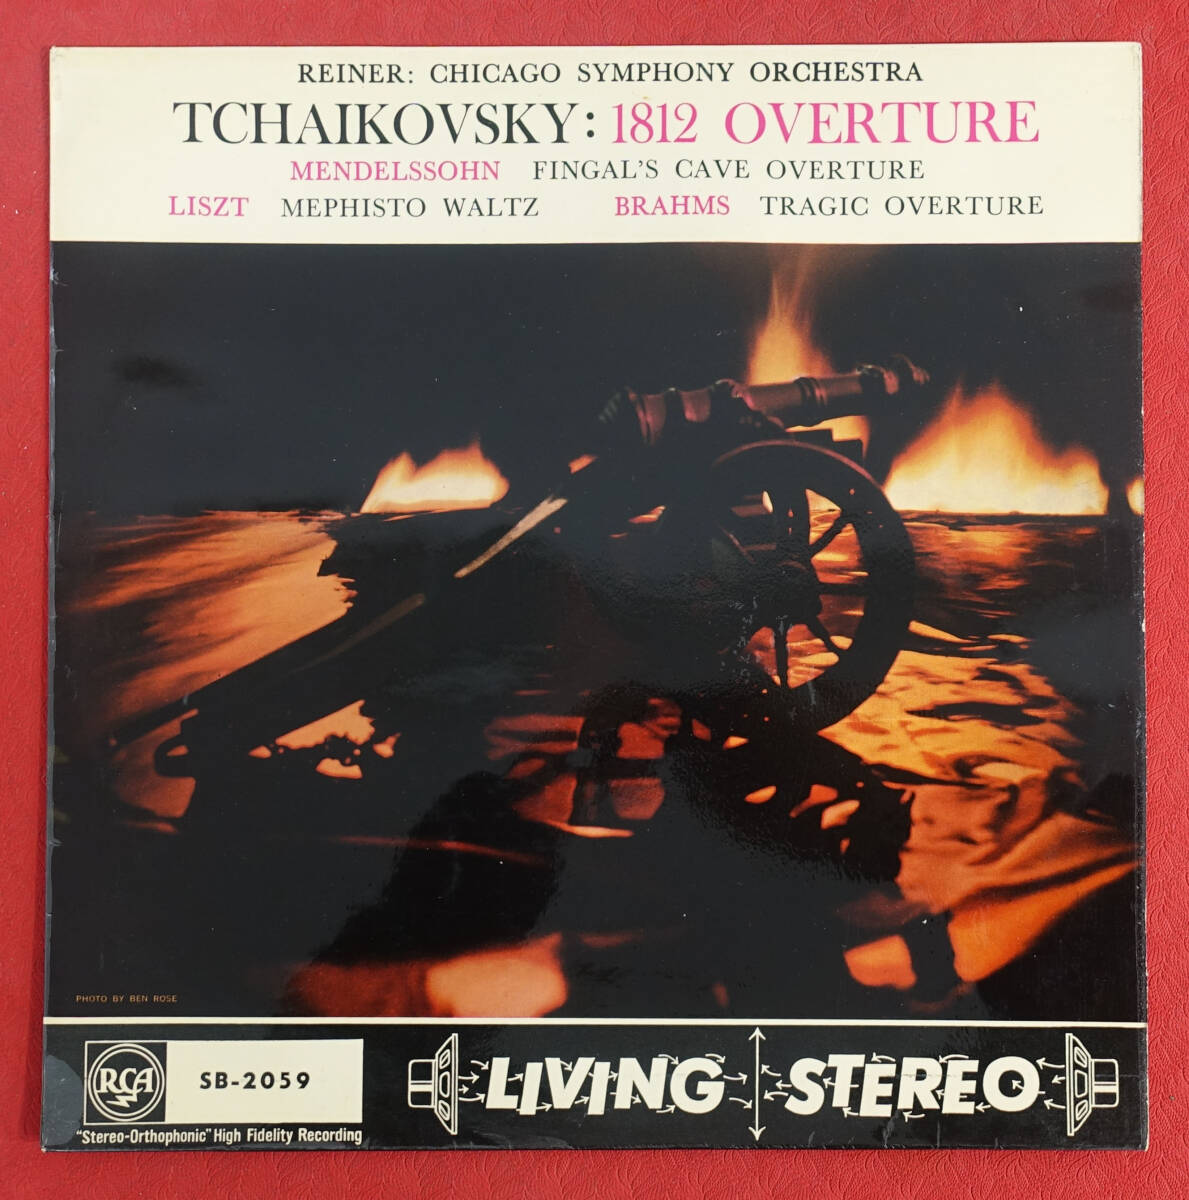 REINER: CHICAGO SYMPHONY ORCHESTRA
TCHAIKOVSKY: 1812 OVERTURE
MENDELSSOHN FINGAL'S CAVE OVERTURE
LISZT MEPHISTO WALTZ BRAHMS TRAGIC OVERTURE
PHOTO BY BEN ROSE
RCA SB-2059 LIVING STEREO
"Stereo-Orthophonic" High Fidelity Recording